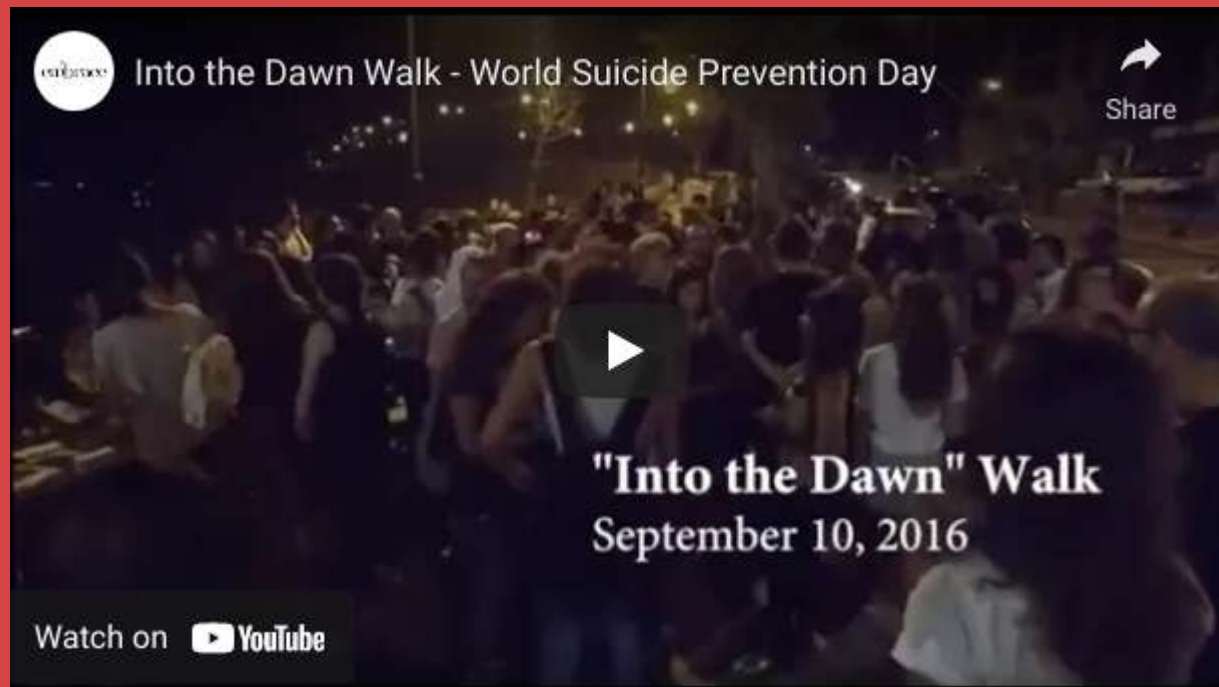 embrace
Into the Dawn Walk - World Suicide Prevention Day
Share
"Into the Dawn" Walk
September 10, 2016
Watch on YouTube